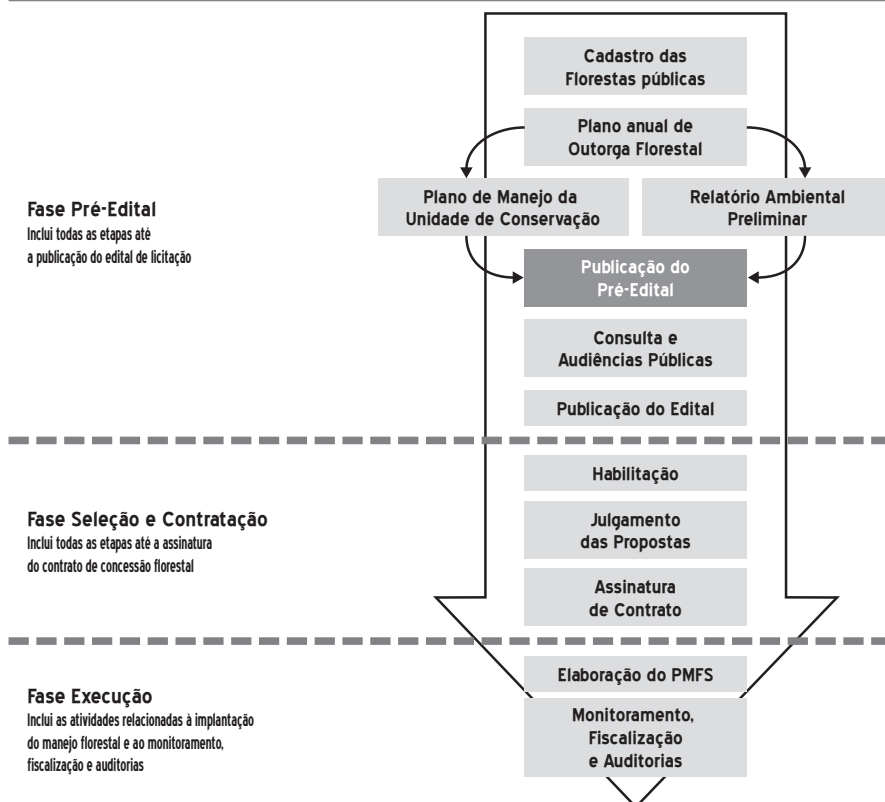 Cadastro das
Florestas públicas
Plano anual de
Outorga Florestal
Plano de Manejo da
Unidade de Conservação
Relatório Ambiental
Preliminar
Fase Pré-Edital
Inclui todas as etapas até
a publicação do edital de licitação
Publicação do
Pré-Edital
Consulta e
Audiências Públicas
Publicação do Edital
Fase Seleção e Contratação
Inclui todas as etapas até a assinatura
do contrato de concessão florestal
Habilitação
Julgamento
das Propostas
Assinatura
de Contrato
Fase Execução
Inclui as atividades relacionadas à implantação
do manejo florestal e ao monitoramento,
fiscalização e auditorias
Elaboração do PMFS
Monitoramento,
Fiscalização
e Auditorias